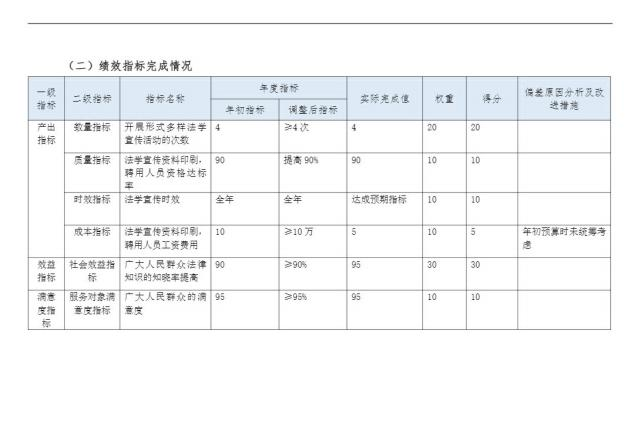 （二）绩效指标完成情况
一级
指标
二级指标
指标名称
年度指标
年初指标
调整后指标
实际完成值
权重
得分
偏差原因分析及改
进措施
产出
指标
数量指标
开展形式多样法学
宣传活动的次数
4
≥4次
4
20
20
质量指标
法学宣传资料印刷，
聘用人员资格达标
率
90
提高90%
90
10
10
时效指标
法学宣传时效
全年
全年
达成预期指标
10
10
成本指标
法学宣传资料印刷，
聘用人员工资费用
10
≥10万
5
10
5
年初预算时未统筹考
虑
效益
指标
社会效益指
标
广大人民群众法律
知识的知晓率提高
90
≥90%
95
30
30
满意
度指
标
服务对象满
意度指标
广大人民群众的满
意度
95
≥95%
95
10
10